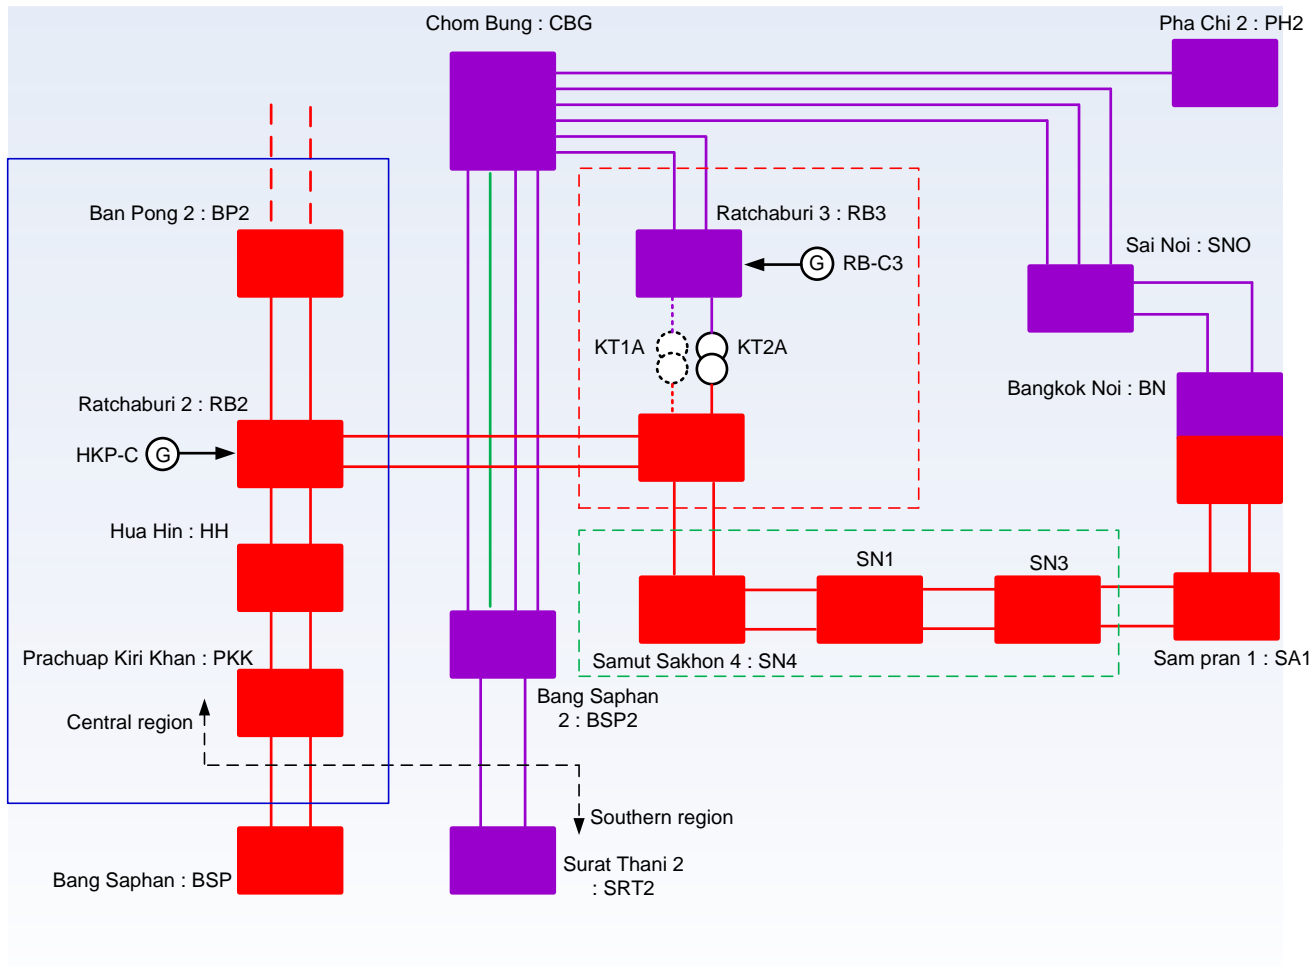 Chom Bung : CBG
Pha Chi 2 : PH2
Ban Pong 2 : BP2
Ratchaburi 3 : RB3
Sai Noi : SNO
G
RB-C3
KT1A
KT2A
Bangkok Noi : BN
Ratchaburi 2 : RB2
HKP-C
G
Hua Hin : HH
SN1
SN3
Prachuap Kiri Khan : PKK
Samut Sakhon 4 : SN4
Sam pran 1 : SA1
Central region
Bang Saphan
2 : BSP2
Southern region
Bang Saphan : BSP
Surat Thani 2
: SRT2